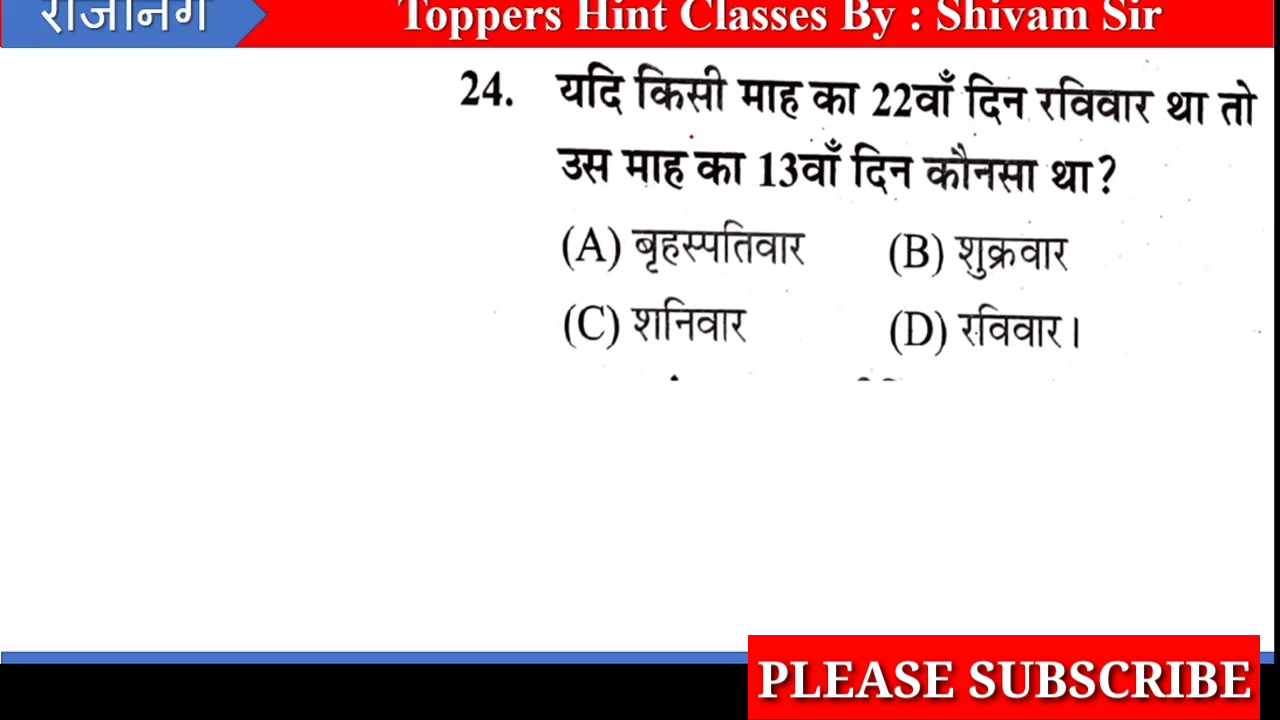 Toppers Hint Classes By : Shivam Sir
24. यदि किसी माह का 22वाँ दिन रविवार था तो
उस माह का 13वाँ दिन कौनसा था?
(A) बृहस्पतिवार (B) शुक्रवार
(C) शनिवार (D) रविवार।
PLEASE SUBSCRIBE